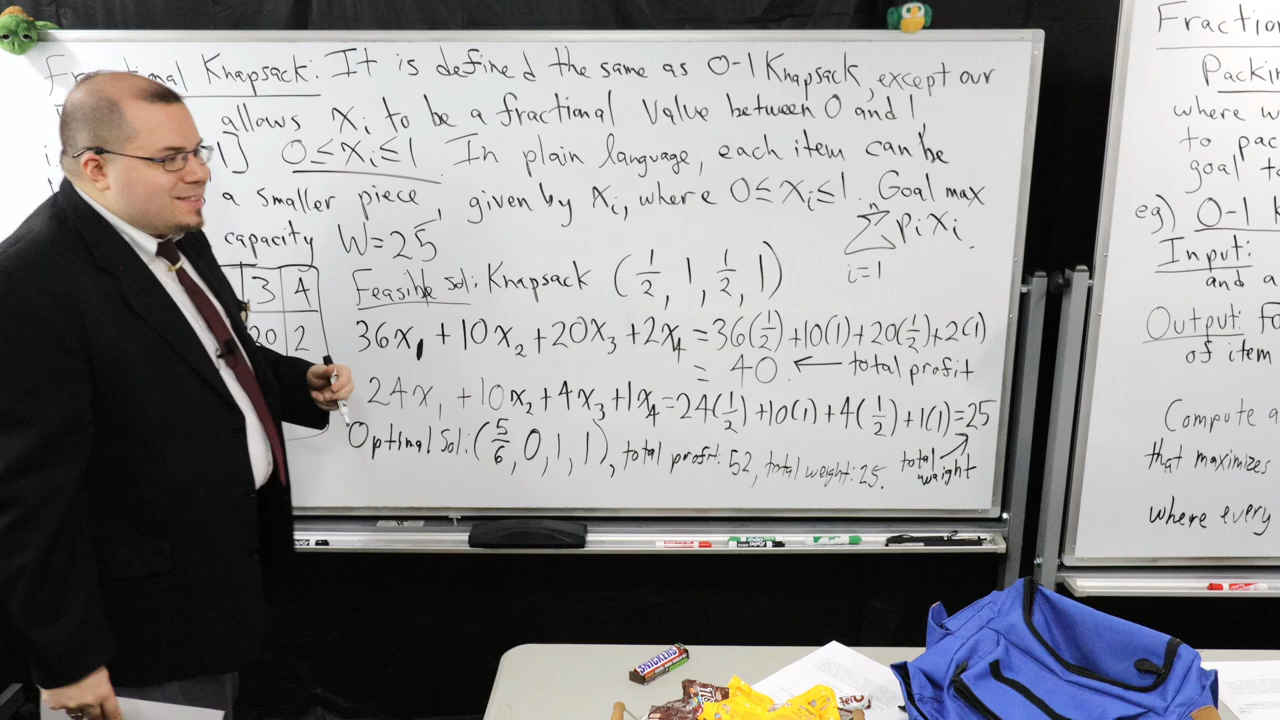 Fractional Knapsack: It is defined the same as 0-1 Knapsack, except our
allows xᵢ to be a fractional value between 0 and 1,
0≤xᵢ≤1 In plain language, each item can be
a smaller piece, given by xᵢ, where 0≤xᵢ≤1. Goal max
n
∑ pᵢxᵢ.
i=1
capacity W=25
3 4
20 2
Feasible sol: Knapsack (1/2, 1, 1/2, 1)
36x₁ + 10x₂ + 20x₃ + 2x₄ = 36(1/2) + 10(1) + 20(1/2) + 2(1)
= 40. ← total profit
24x₁ + 10x₂ + 4x₃ + 1x₄ = 24(1/2) + 10(1) + 4(1/2) + 1(1) = 25
Optimal Sol: (5/6, 0, 1, 1), total profit: 52, total weight: 25.
total weight
Fractio
Packin
where w
to pac
goal t
eg) 0-1 K
Input:
and a
Output: Fo
of item
Compute a
that maximizes
where every
SNICKERS